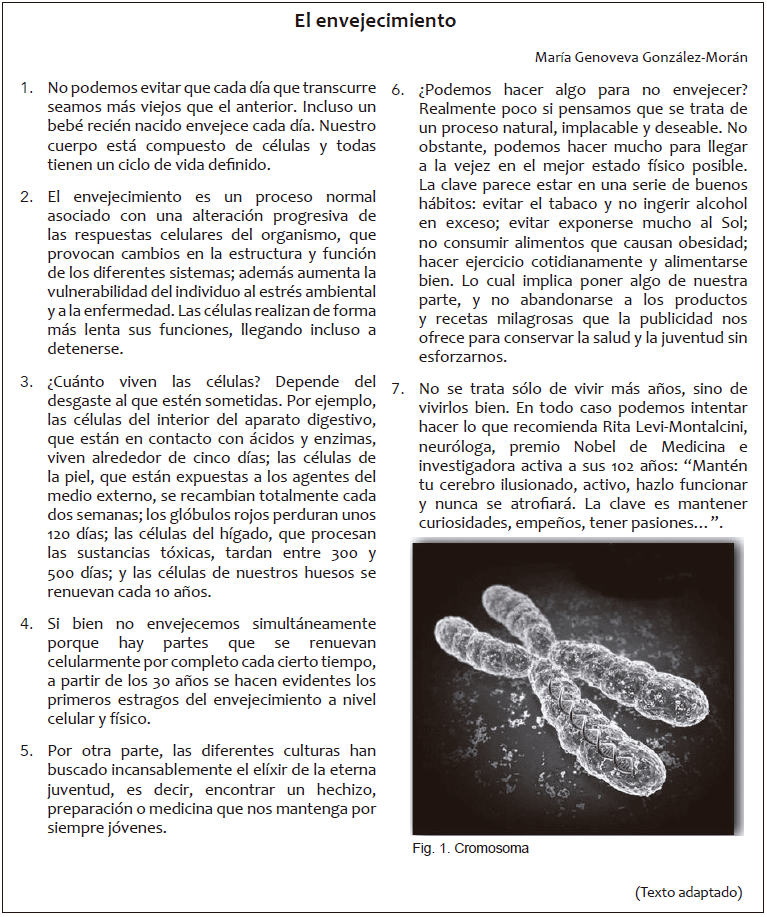 El envejecimiento
María Genoveva González-Morán
1. No podemos evitar que cada día que transcurre
seamos más viejos que el anterior. Incluso un
bebé recién nacido envejece cada día. Nuestro
cuerpo está compuesto de células y todas
tienen un ciclo de vida definido.
2. El envejecimiento es un proceso normal
asociado con una alteración progresiva de
las respuestas celulares del organismo, que
provocan cambios en la estructura y función
de los diferentes sistemas; además aumenta la
vulnerabilidad del individuo al estrés ambiental
y a la enfermedad. Las células realizan de forma
más lenta sus funciones, llegando incluso a
detenerse.
3. ¿Cuánto viven las células? Depende del
desgaste al que estén sometidas. Por ejemplo,
las células del interior del aparato digestivo,
que están en contacto con ácidos y enzimas,
viven alrededor de cinco días; las células de
la piel, que están expuestas a los agentes del
medio externo, se recambian totalmente cada
dos semanas; los glóbulos rojos perduran unos
120 días; las células del hígado, que procesan
las sustancias tóxicas, tardan entre 300 y
500 días; y las células de nuestros huesos se
renuevan cada 10 años.
4. Si bien no envejecemos simultáneamente
porque hay partes que se renuevan
celularmente por completo cada cierto tiempo,
a partir de los 30 años se hacen evidentes los
primeros estragos del envejecimiento a nivel
celular y físico.
5. Por otra parte, las diferentes culturas han
buscado incansablemente el elíxir de la eterna
juventud, es decir, encontrar un hechizo,
preparación o medicina que nos mantenga por
siempre jóvenes.
6. ¿Podemos hacer algo para no envejecer?
Realmente poco si pensamos que se trata de
un proceso natural, implacable y deseable. No
obstante, podemos hacer mucho para llegar
a la vejez en el mejor estado físico posible.
La clave parece estar en una serie de buenos
hábitos: evitar el tabaco y no ingerir alcohol
en exceso; evitar exponerse mucho al Sol;
no consumir alimentos que causan obesidad;
hacer ejercicio cotidianamente y alimentarse
bien. Lo cual implica poner algo de nuestra
parte, y no abandonarse a los productos
y recetas milagrosas que la publicidad nos
ofrece para conservar la salud y la juventud sin
esforzarnos.
7. No se trata sólo de vivir más años, sino de
vivirlos bien. En todo caso podemos intentar
hacer lo que recomienda Rita Levi-Montalcini,
neuróloga, premio Nobel de Medicina e
investigadora activa a sus 102 años: “Mantén
tu cerebro ilusionado, activo, hazlo funcionar
y nunca se atrofiará. La clave es mantener
curiosidades, empeños, tener pasiones…”.
Fig. 1. Cromosoma
(Texto adaptado)